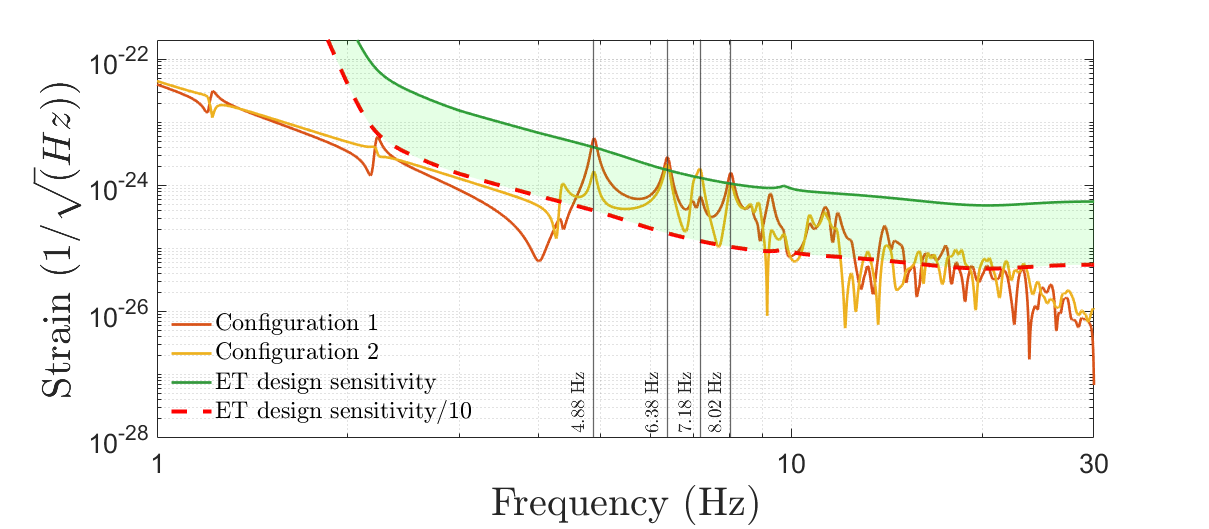 10-22
10-24
10-26
10-28
Strain (1/√(Hz))
Configuration 1
Configuration 2
ET design sensitivity
ET design sensitivity/10
4.88 Hz
6.38 Hz
7.18 Hz
8.02 Hz
1
10
30
Frequency (Hz)